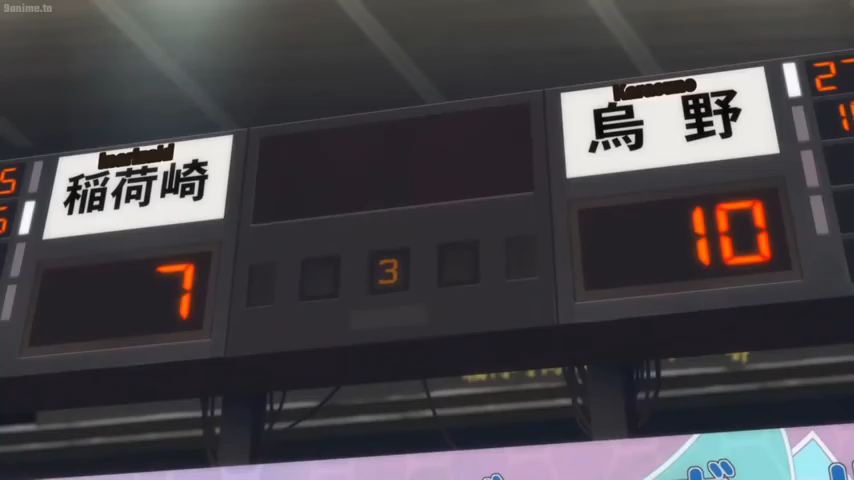 9anime.to
Inarizaki
稲荷崎
7
3
Karasuno
烏野
10